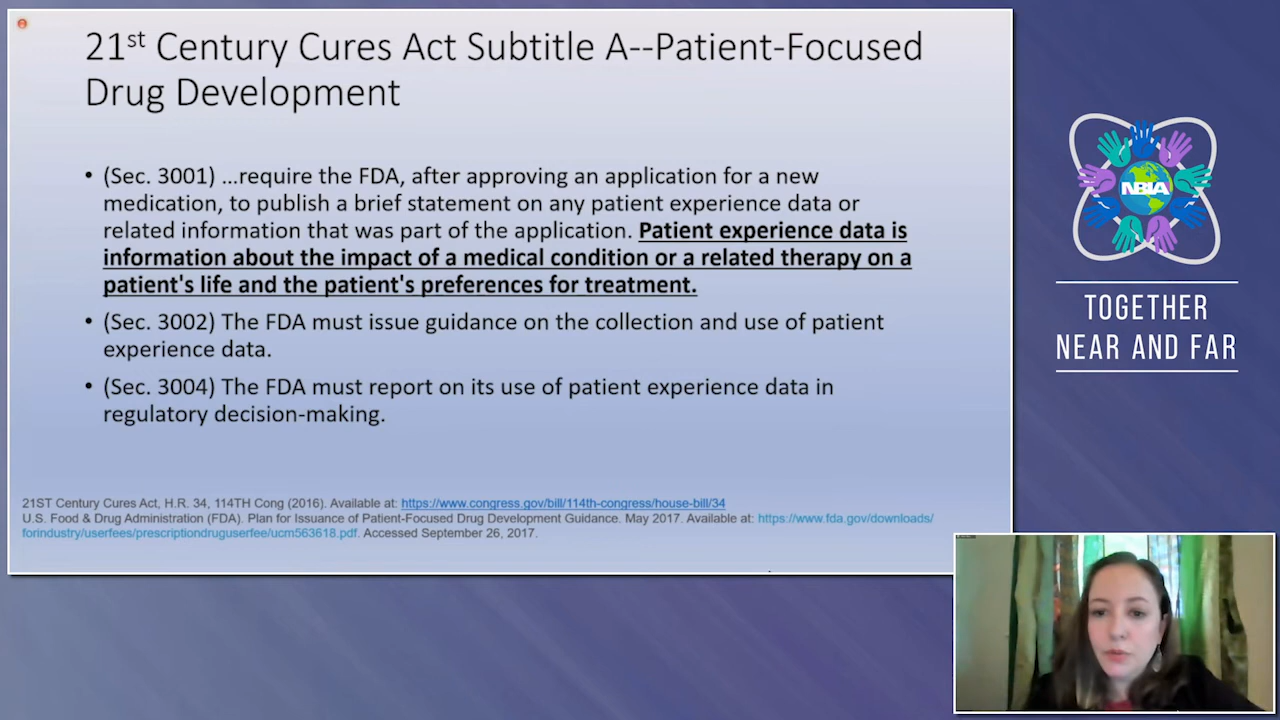 21st Century Cures Act Subtitle A--Patient-Focused
Drug Development
• (Sec. 3001) ...require the FDA, after approving an application for a new
medication, to publish a brief statement on any patient experience data or
related information that was part of the application. Patient experience data is
information about the impact of a medical condition or a related therapy on a
patient's life and the patient's preferences for treatment.
• (Sec. 3002) The FDA must issue guidance on the collection and use of patient
experience data.
• (Sec. 3004) The FDA must report on its use of patient experience data in
regulatory decision-making.
21ST Century Cures Act, H.R. 34, 114TH Cong (2016). Available at: https://www.congress.gov/bill/114th-congress/house-bill/34
U.S. Food & Drug Administration (FDA). Plan for Issuance of Patient-Focused Drug Development Guidance. May 2017. Available at: https://www.fda.gov/downloads/
forindustry/userfees/prescriptiondruguserfee/ucm563618.pdf. Accessed September 26, 2017.
NBIA
TOGETHER
NEAR AND FAR